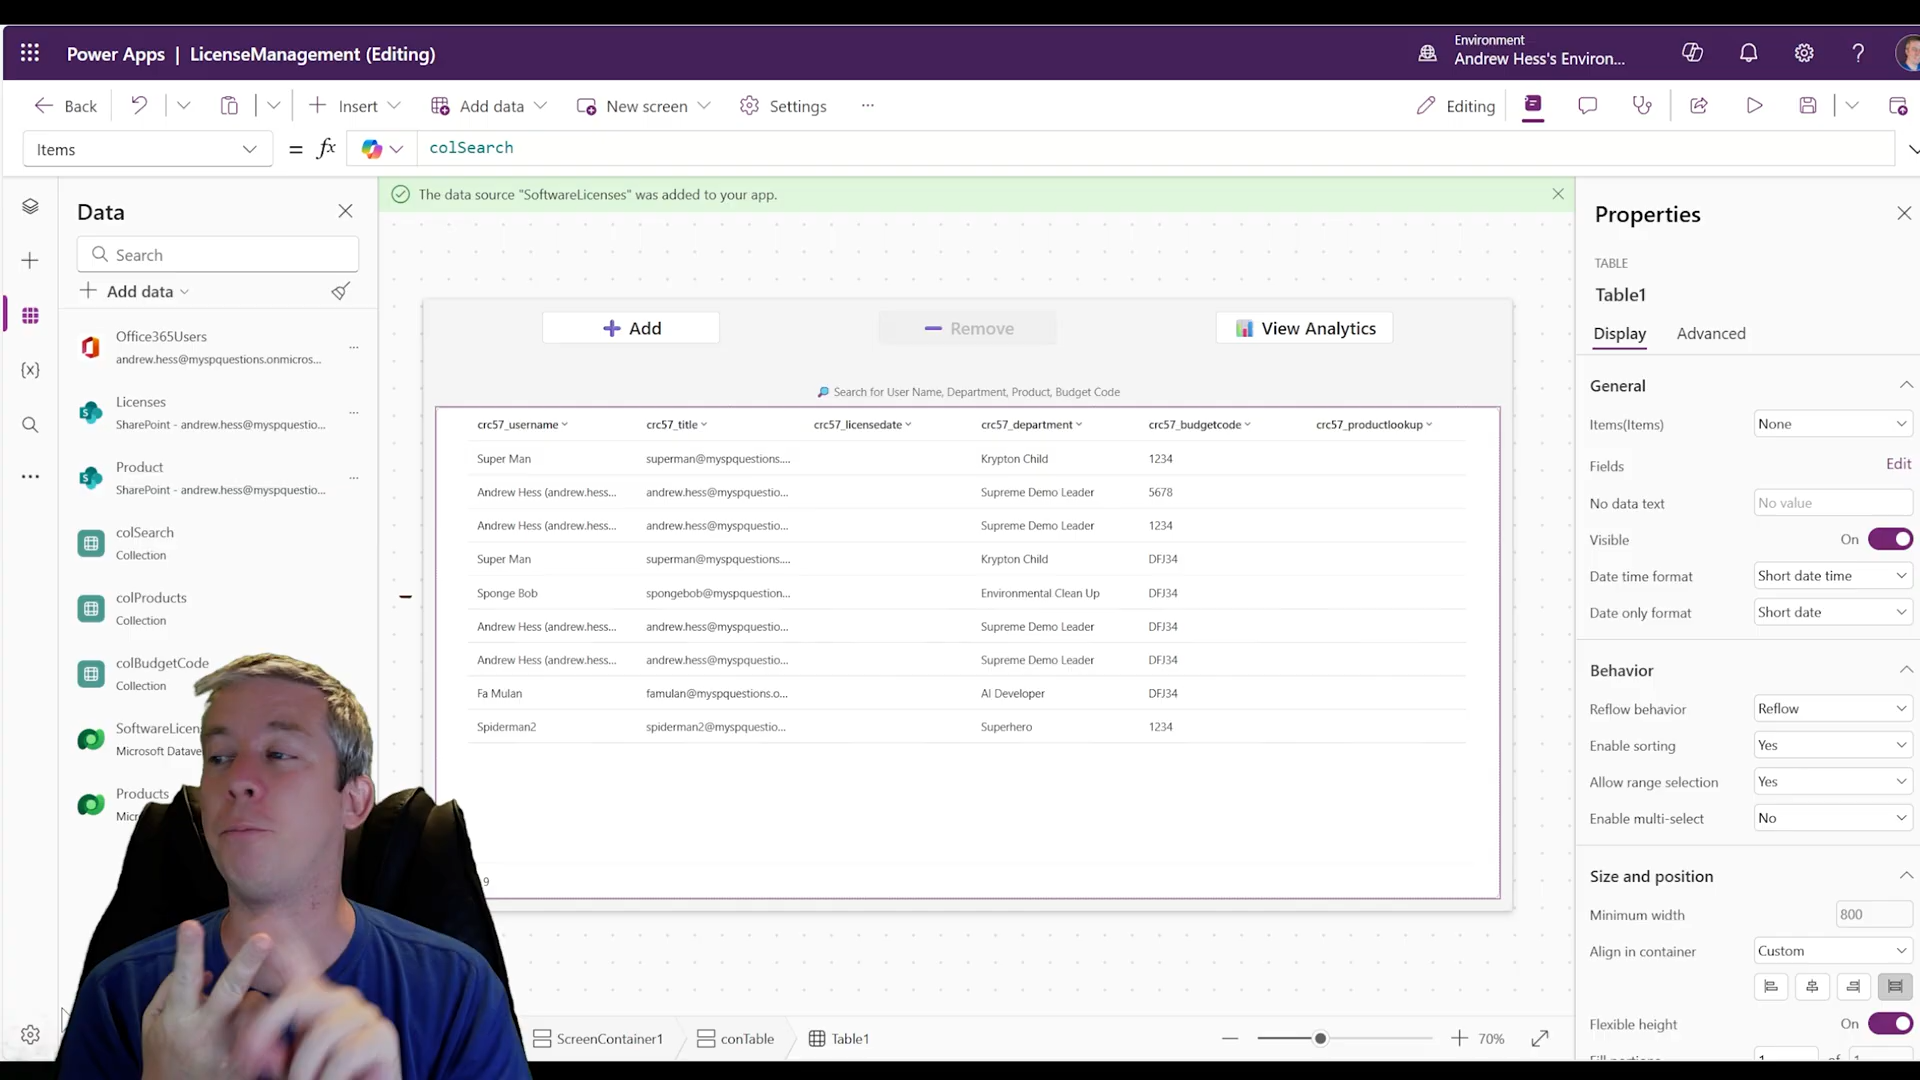 Power Apps | LicenseManagement (Editing)
Environment
Andrew Hess's Environ...
Back
Insert
Add data
New screen
Settings
...
Editing
Items
= fx
colSearch
Data
Search
Add data
Office365Users
andrew.hess@myspquestions.onmicros...
Licenses
SharePoint - andrew.hess@myspquestio...
Product
SharePoint - andrew.hess@myspquestio...
colSearch
Collection
colProducts
Collection
colBudgetCode
Collection
SoftwareLicen
Microsoft Datave
Products
Micr
The data source "SoftwareLicenses" was added to your app.
Add
Remove
View Analytics
Search for User Name, Department, Product, Budget Code
crc57_username crc57_title crc57_licensedate crc57_department crc57_budgetcode crc57_productlookup
Super Man superman@myspquestions.... Krypton Child 1234
Andrew Hess (andrew.hess... andrew.hess@myspquestio... Supreme Demo Leader 5678
Andrew Hess (andrew.hess... andrew.hess@myspquestio... Supreme Demo Leader 1234
Super Man superman@myspquestions.... Krypton Child DFJ34
Sponge Bob spongebob@myspquestion... Environmental Clean Up DFJ34
Andrew Hess (andrew.hess... andrew.hess@myspquestio... Supreme Demo Leader DFJ34
Andrew Hess (andrew.hess... andrew.hess@myspquestio... Supreme Demo Leader DFJ34
Fa Mulan famulan@myspquestions.o... AI Developer DFJ34
Spiderman2 spiderman2@myspquestio... Superhero 1234
9
ScreenContainer1
conTable
Table1
70%
Properties
TABLE
Table1
Display
Advanced
General
Items(Items) None
Fields Edit
No data text No value
Visible On
Date time format Short date time
Date only format Short date
Behavior
Reflow behavior Reflow
Enable sorting Yes
Allow range selection Yes
Enable multi-select No
Size and position
Minimum width 800
Align in container Custom
Flexible height On